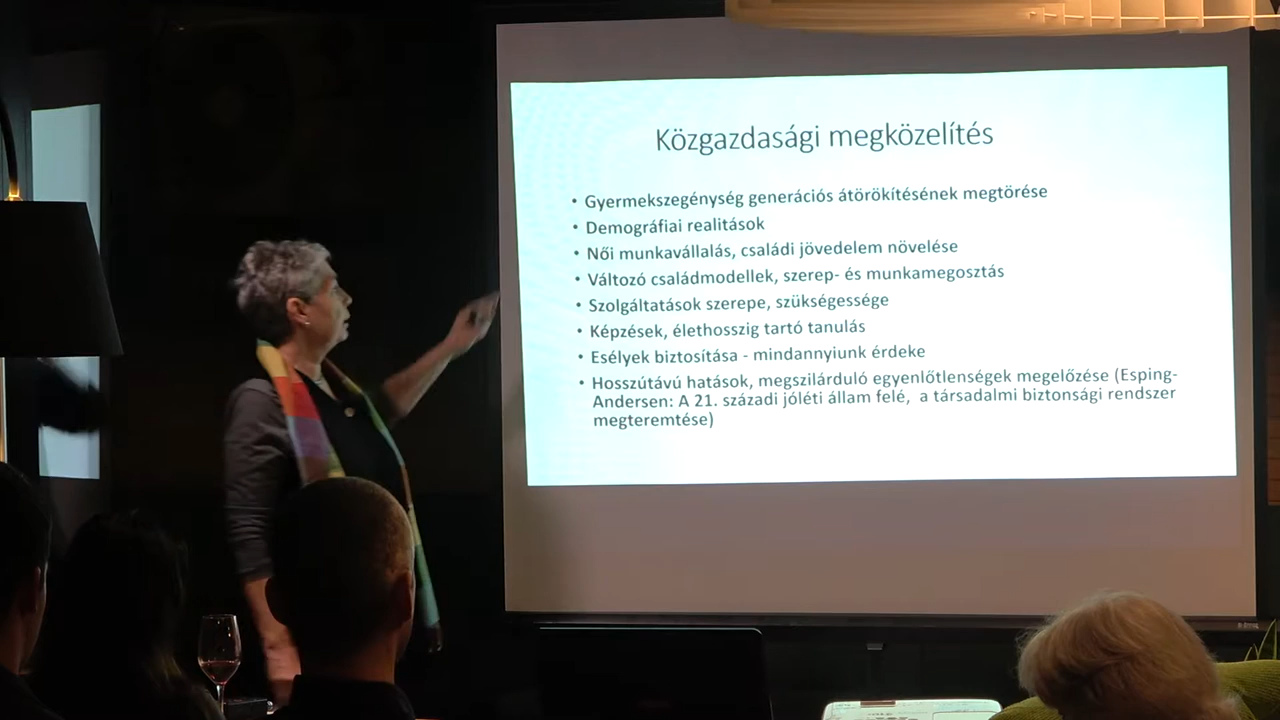 Közgazdasági megközelítés
• Gyermekszegénység generációs átörökítésének megtörése
• Demográfiai realitások
• Női munkavállalás, családi jövedelem növelése
• Változó családmodellek, szerep- és munkamegosztás
• Szolgáltatások szerepe, szükségessége
• Képzések, élethosszig tartó tanulás
• Esélyek biztosítása - mindannyiunk érdeke
• Hosszútávú hatások, megszilárduló egyenlőtlenségek megelőzése (Esping-
Andersen: A 21. századi jóléti állam felé, a társadalmi biztonsági rendszer
megteremtése)